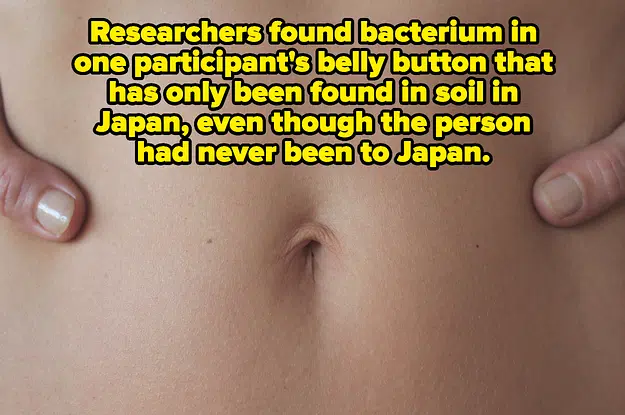 Researchers found bacterium in
one participant's belly button that
has only been found in soil in
Japan, even though the person
had never been to Japan.